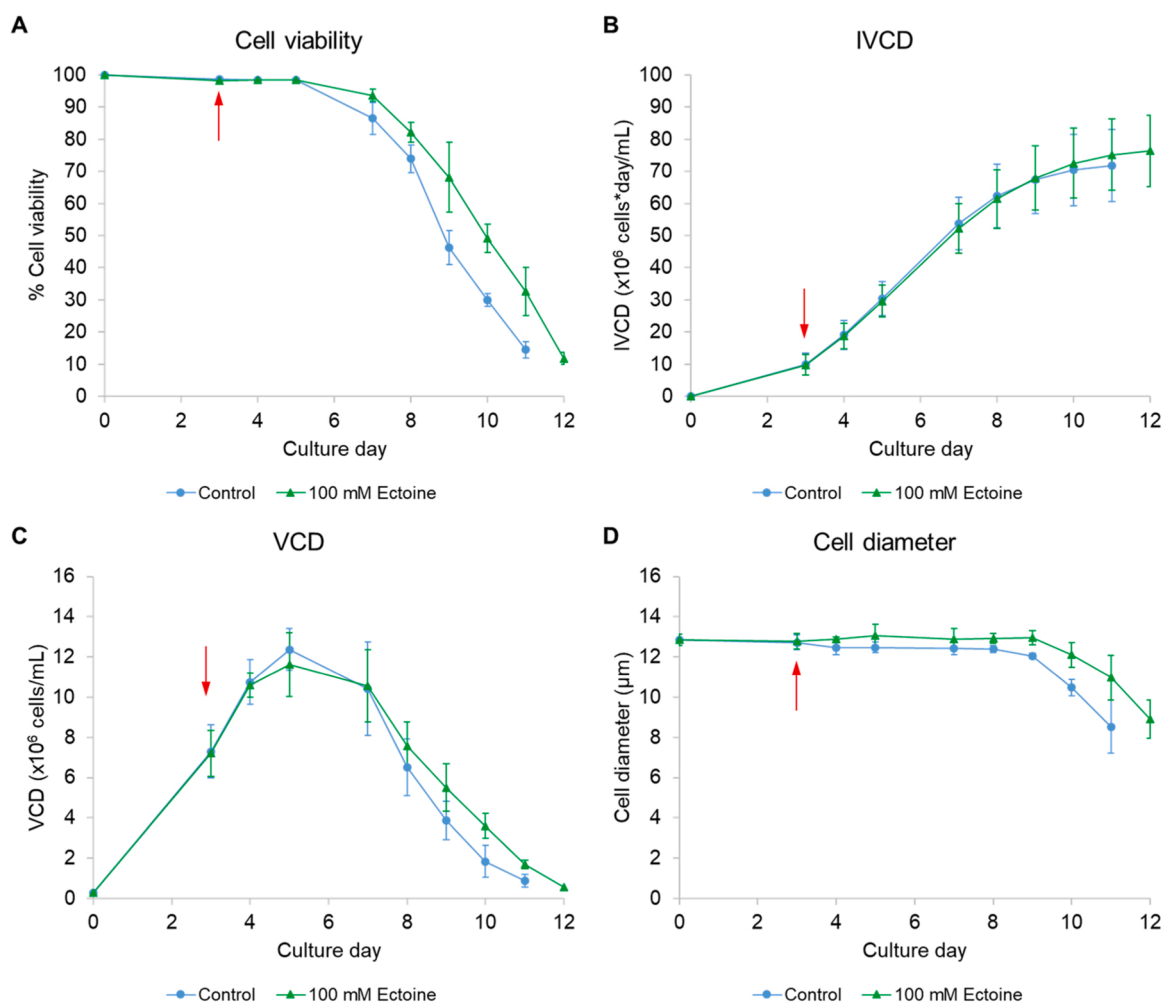 A
Cell viability
% Cell viability
100
90
80
70
60
50
40
30
20
10
0
0 2 4 6 8 10 12
Culture day
Control 100 mM Ectoine
B
IVCD
IVCD (x10⁶ cells*day/mL)
100
90
80
70
60
50
40
30
20
10
0
0 2 4 6 8 10 12
Culture day
Control 100 mM Ectoine
C
VCD
VCD (x10⁶ cells/mL)
16
14
12
10
8
6
4
2
0
0 2 4 6 8 10 12
Culture day
Control 100 mM Ectoine
D
Cell diameter
Cell diameter (µm)
16
14
12
10
8
6
4
2
0
0 2 4 6 8 10 12
Culture day
Control 100 mM Ectoine